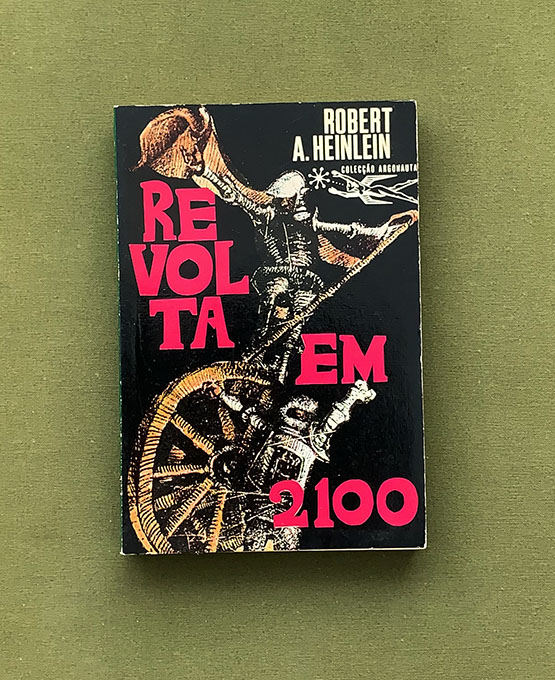 ROBERT
A. HEINLEIN
COLECÇÃO ARGONAUTA
RE
VOL
TA
EM
2100